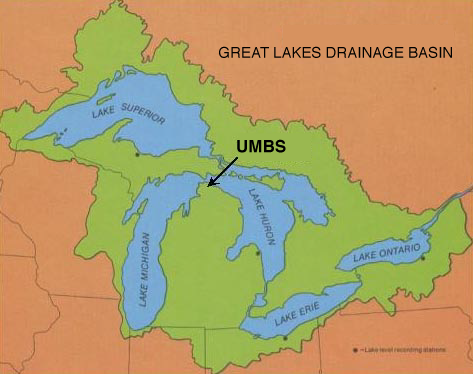 GREAT LAKES DRAINAGE BASIN
LAKE SUPERIOR
UMBS
LAKE HURON
LAKE MICHIGAN
LAKE ONTARIO
LAKE ERIE
=Lake level recording stations